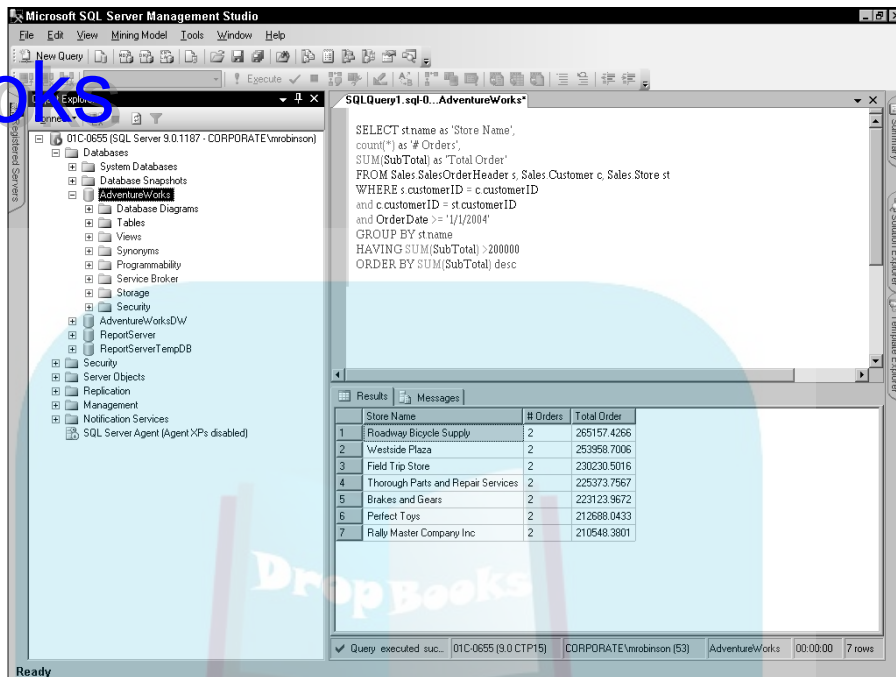 Microsoft SQL Server Management Studio
File Edit View Mining Model Tools Window Help
New Query
Execute
oks
Registered Servers
01C-0655 (SQL Server 9.0.1187 - CORPORATE\mrobinson)
Databases
System Databases
Database Snapshots
AdventureWorks
Database Diagrams
Tables
Views
Synonyms
Programmability
Service Broker
Storage
Security
AdventureWorksDW
ReportServer
ReportServerTempDB
Security
Server Objects
Replication
Management
Notification Services
SQL Server Agent (Agent XPs disabled)
SQLQuery1.sql-0...AdventureWorks*
SELECT st.name as 'Store Name',
count(*) as '# Orders',
SUM(SubTotal) as 'Total Order'
FROM Sales.SalesOrderHeader s, Sales.Customer c, Sales.Store st
WHERE s.customerID = c.customerID
and c.customerID = st.customerID
and OrderDate >= '1/1/2004'
GROUP BY st.name
HAVING SUM(SubTotal) >200000
ORDER BY SUM(SubTotal) desc
Summary
Solution Explorer
Template Explorer
Results Messages
Store Name # Orders Total Order
1 Roadway Bicycle Supply 2 265157.4266
2 Westside Plaza 2 253958.7006
3 Field Trip Store 2 230230.5016
4 Thorough Parts and Repair Services 2 225373.7567
5 Brakes and Gears 2 223123.9672
6 Perfect Toys 2 212688.0433
7 Rally Master Company Inc 2 210548.3801
Drop Books
Query executed suc... 01C-0655 (9.0 CTP15) CORPORATE\mrobinson (53) AdventureWorks 00:00:00 7 rows
Ready